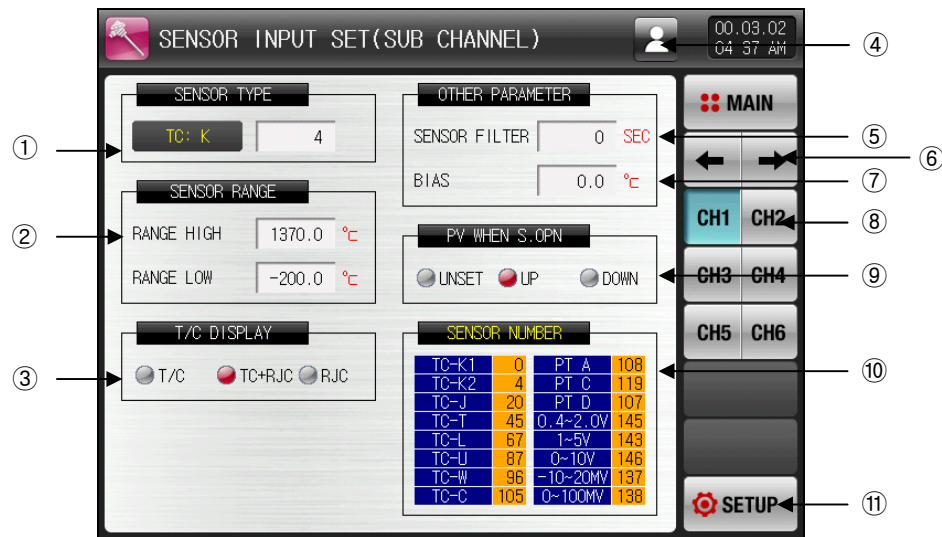 SENSOR INPUT SET(SUB CHANNEL)
00.03.02
04 37 AM
④
SENSOR TYPE
TC: K 4
①
SENSOR RANGE
RANGE HIGH 1370.0 ℃
RANGE LOW -200.0 ℃
②
T/C DISPLAY
T/C TC+RJC RJC
③
OTHER PARAMETER
SENSOR FILTER 0 SEC
⑤
BIAS 0.0 ℃
⑦
PV WHEN S.OPN
UNSET UP DOWN
⑨
SENSOR NUMBER
TC-K1 0 PT A 108
TC-K2 4 PT C 119
TC-J 20 PT D 107
TC-T 45 0.4~2.0V 145
TC-L 67 1~5V 143
TC-U 87 0~10V 146
TC-W 96 -10~20MV 137
TC-C 105 0~100MV 138
⑩
MAIN
← →
⑥
CH1 CH2
⑧
CH3 CH4
CH5 CH6
SETUP
⑪